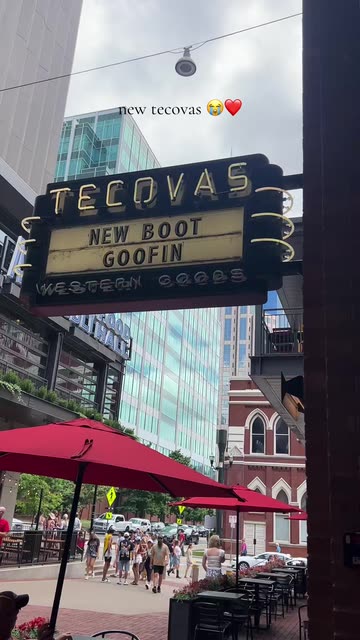 new tecovas 😭❤️
TECOVAS
NEW BOOT
GOOFIN
WESTERN GOODS